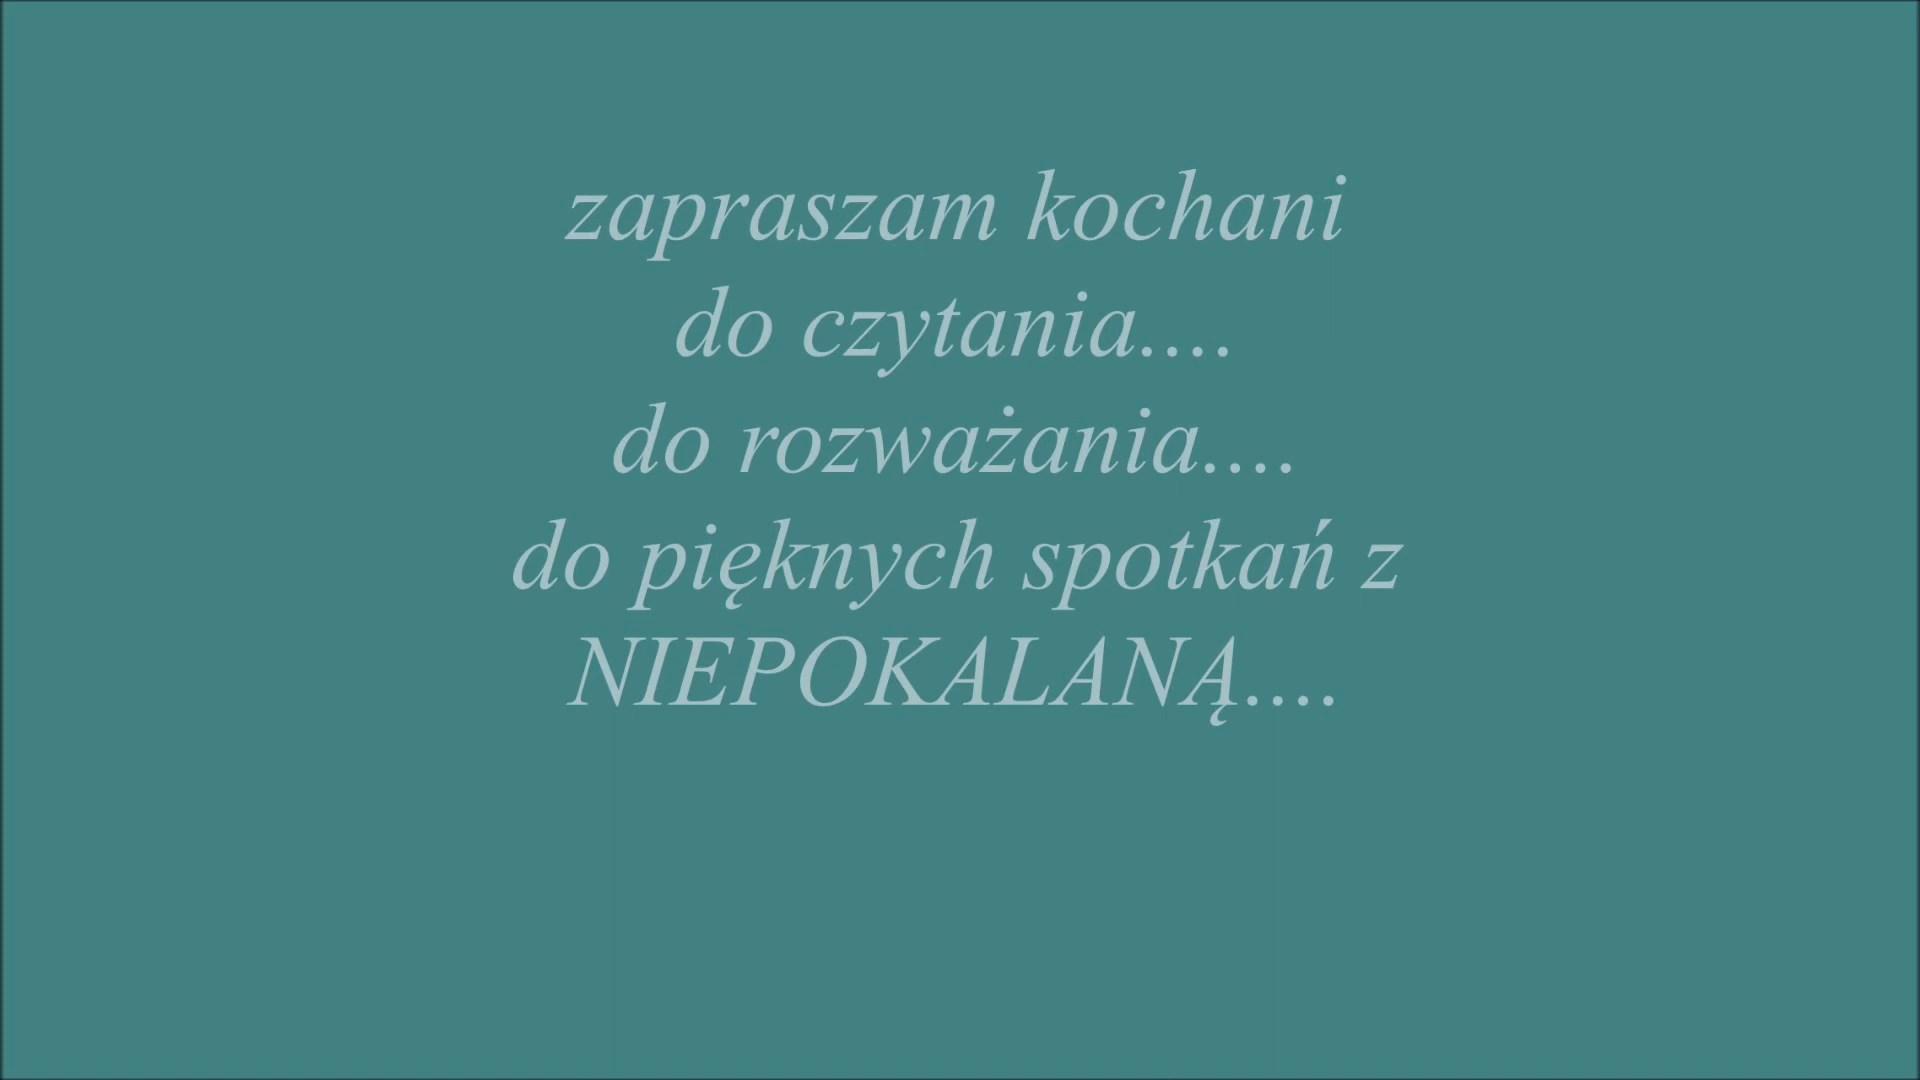 zapraszam kochani
do czytania....
do rozważania....
do pięknych spotkań z
NIEPOKALANĄ....